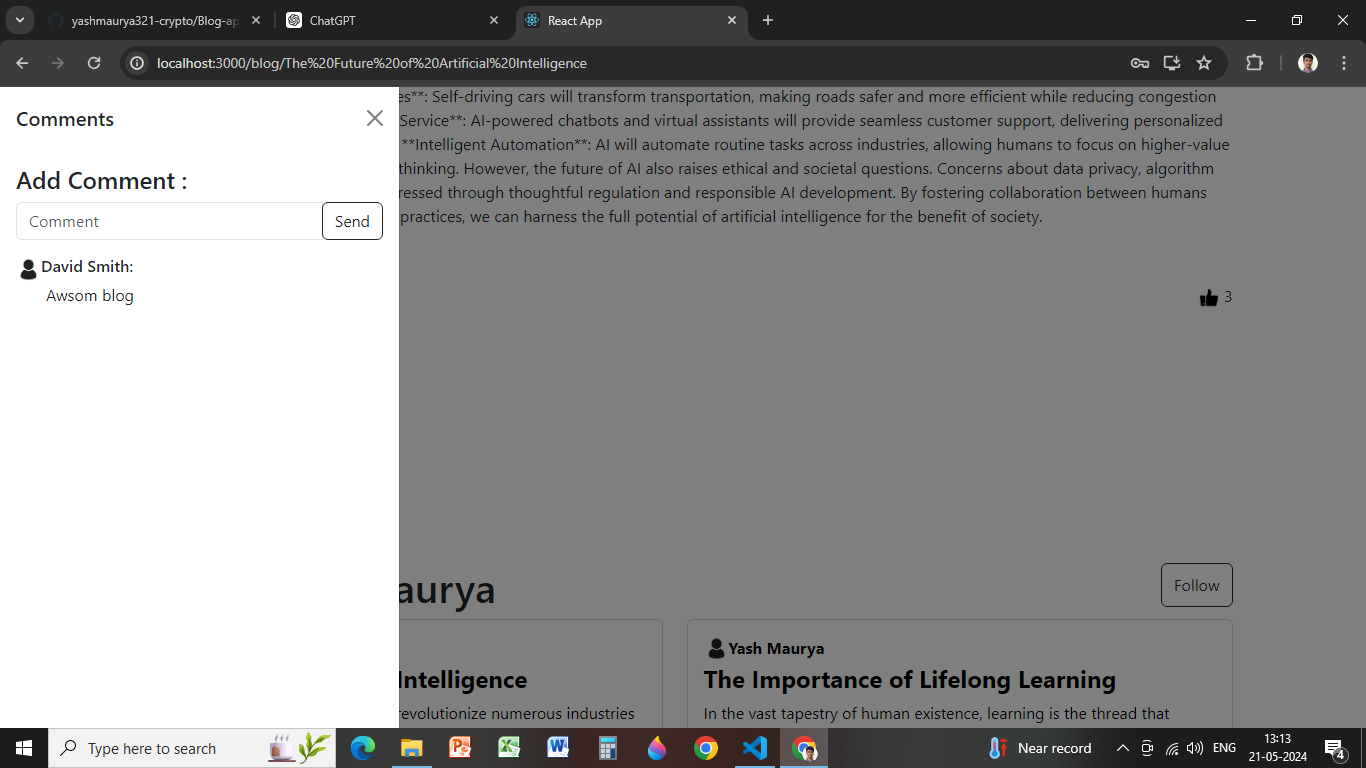 yashmaurya321-crypto/Blog-ap
ChatGPT
React App
localhost:3000/blog/The%20Future%20of%20Artificial%20Intelligence
Comments
Add Comment :
Comment
Send
David Smith:
Awsom blog
es**: Self-driving cars will transform transportation, making roads safer and more efficient while reducing congestion
Service**: AI-powered chatbots and virtual assistants will provide seamless customer support, delivering personalized
**Intelligent Automation**: AI will automate routine tasks across industries, allowing humans to focus on higher-value
thinking. However, the future of AI also raises ethical and societal questions. Concerns about data privacy, algorithm
ressed through thoughtful regulation and responsible AI development. By fostering collaboration between humans
practices, we can harness the full potential of artificial intelligence for the benefit of society.
3
aurya
Follow
Intelligence
revolutionize numerous industries
Yash Maurya
The Importance of Lifelong Learning
In the vast tapestry of human existence, learning is the thread that
Type here to search
Near record
ENG
13:13
21-05-2024
4